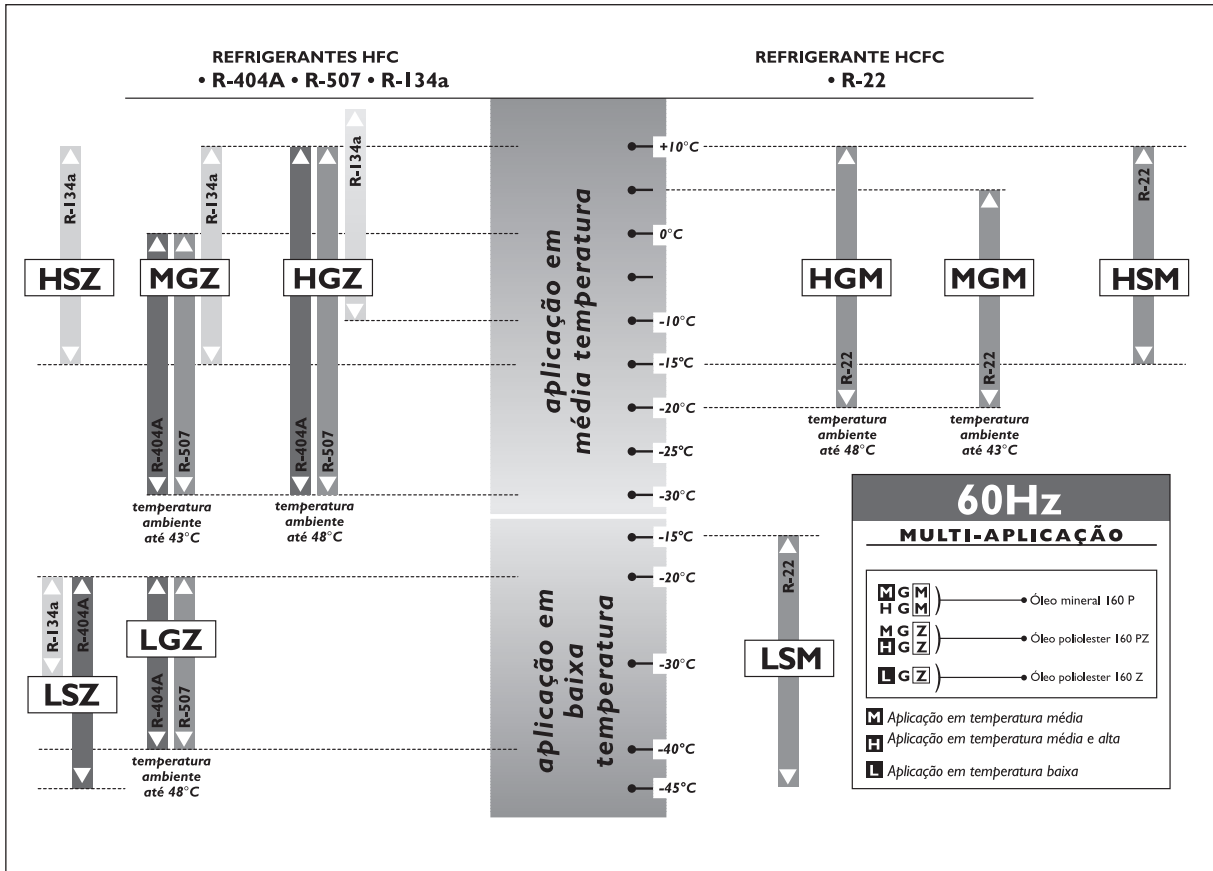 REFRIGERANTES HFC
• R-404A • R-507 • R-134a
REFRIGERANTE HCFC
• R-22
R-134a
HSZ
R-404A
R-507
R-134a
MGZ
temperatura
ambiente
até 43°C
R-404A
R-507
R-134a
HGZ
temperatura
ambiente
até 48°C
R-134a
R-404A
LSZ
R-404A
R-507
LGZ
temperatura
ambiente
até 48°C
aplicação em
média temperatura
+10°C
0°C
-10°C
-15°C
-20°C
-25°C
-30°C
aplicação em
baixa
temperatura
-15°C
-20°C
-30°C
-40°C
-45°C
HGM
R-22
temperatura
ambiente
até 48°C
MGM
R-22
temperatura
ambiente
até 43°C
R-22
HSM
R-22
LSM
60Hz
MULTI-APLICAÇÃO
M G M
H G M
Óleo mineral 160 P
M G Z
H G Z
Óleo poliolester 160 PZ
L G Z
Óleo poliolester 160 Z
M Aplicação em temperatura média
H Aplicação em temperatura média e alta
L Aplicação em temperatura baixa